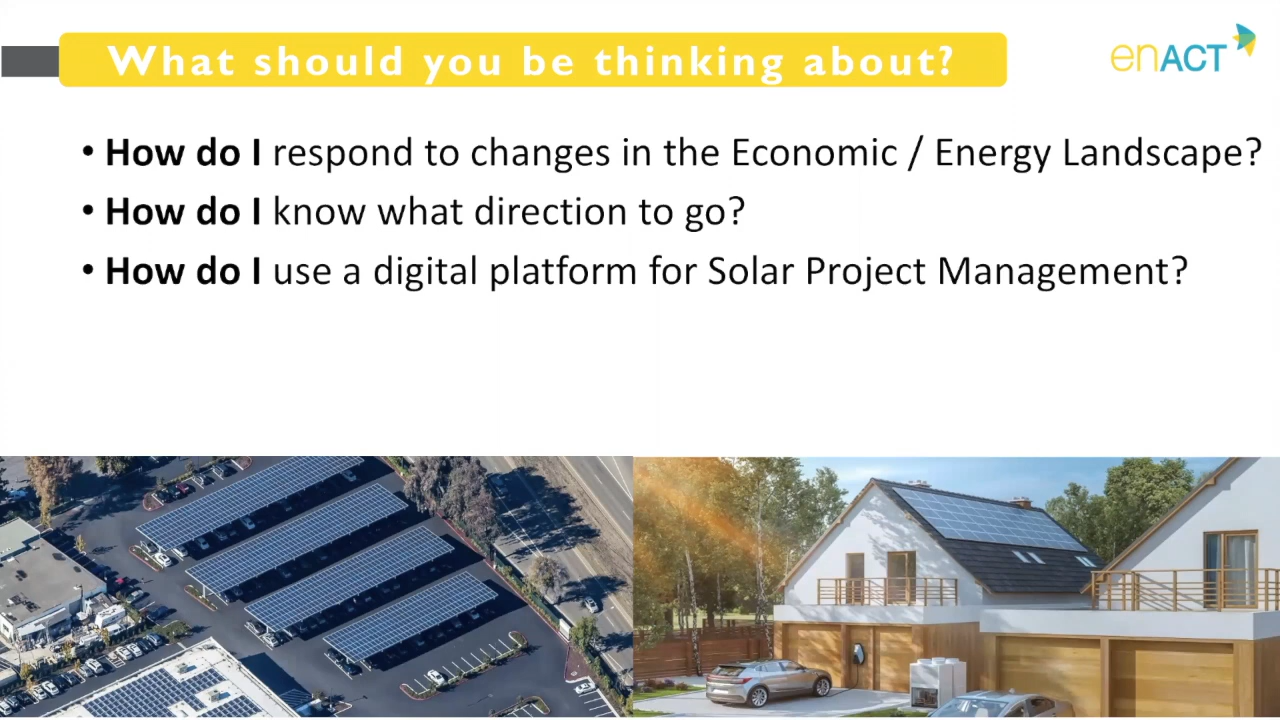 What should you be thinking about?
enACT
• How do I respond to changes in the Economic / Energy Landscape?
• How do I know what direction to go?
• How do I use a digital platform for Solar Project Management?